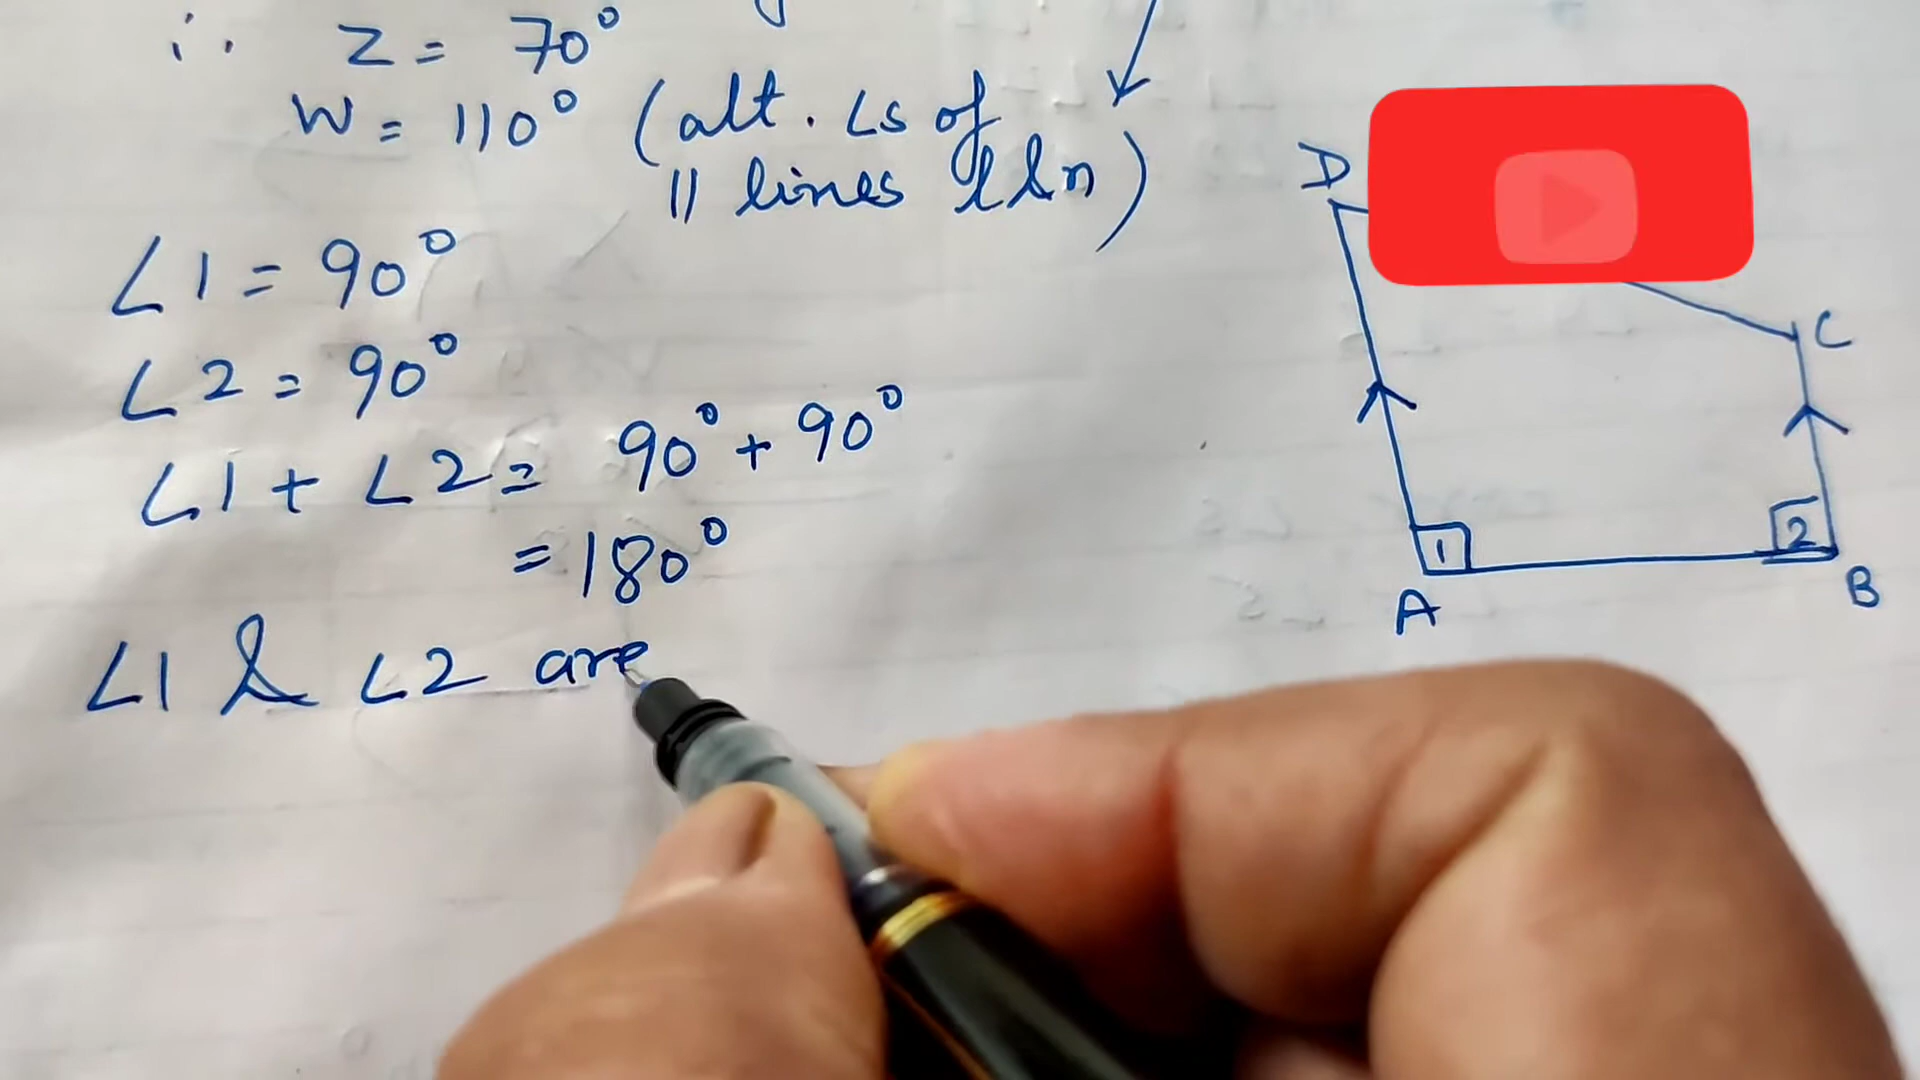 ∴ Z = 70°
W = 110° (alt. ∠s of
|| lines l & n)
∠1 = 90°
∠2 = 90°
∠1 + ∠2 = 90° + 90°
= 180°
∠1 & ∠2 are
D
C
1
2
A
B